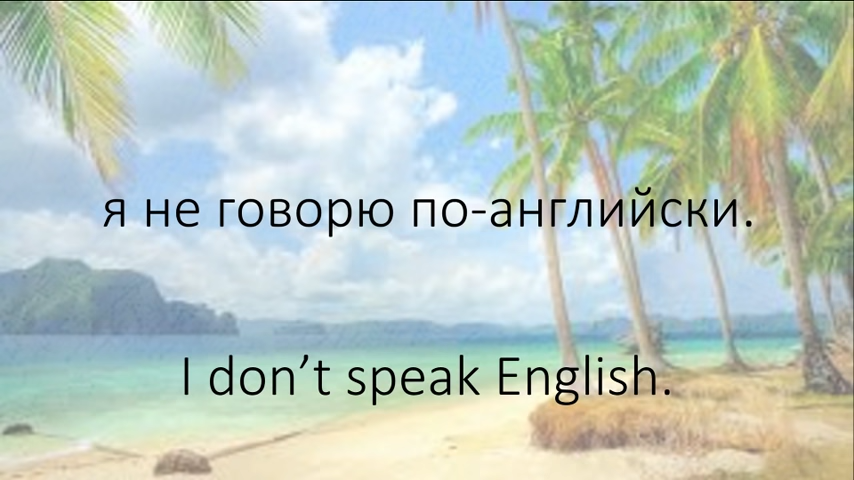 я не говорю по-английски.
I don’t speak English.